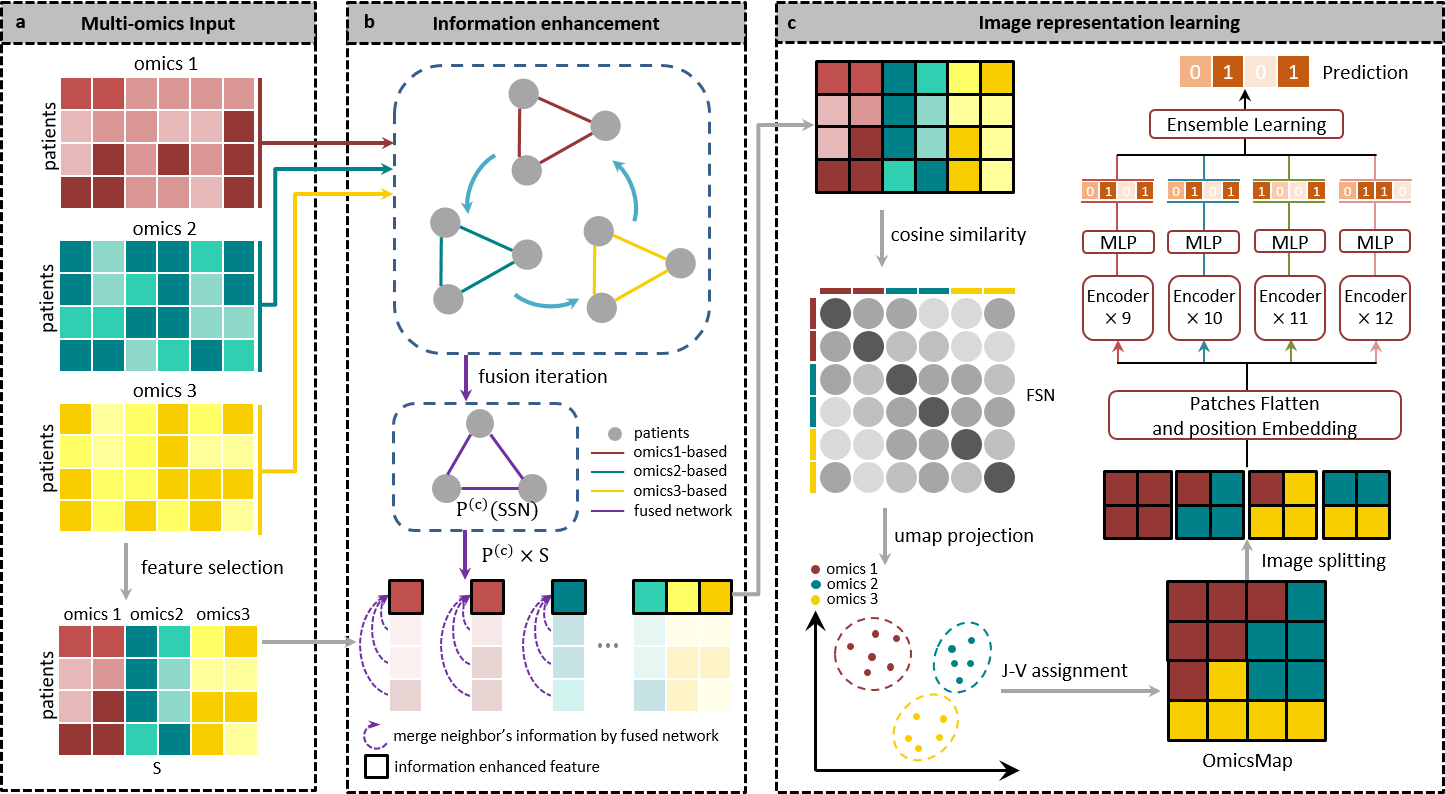 a
Multi-omics Input
omics 1
patients
omics 2
patients
omics 3
patients
feature selection
omics 1
omics2
omics3
patients
S
b
Information enhancement
fusion iteration
P⁽ᶜ⁾(SSN)
patients
omics1-based
omics2-based
omics3-based
fused network
P⁽ᶜ⁾ × S
...
merge neighbor's information by fused network
information enhanced feature
c
Image representation learning
cosine similarity
FSN
umap projection
omics 1
omics 2
omics 3
J-V assignment
OmicsMap
Image splitting
Patches Flatten
and position Embedding
Encoder
× 9
Encoder
× 10
Encoder
× 11
Encoder
× 12
MLP
MLP
MLP
MLP
0 1 0 1
0 1 0 1
1 0 0 1
0 1 1 0
Ensemble Learning
0 1 0 1
Prediction